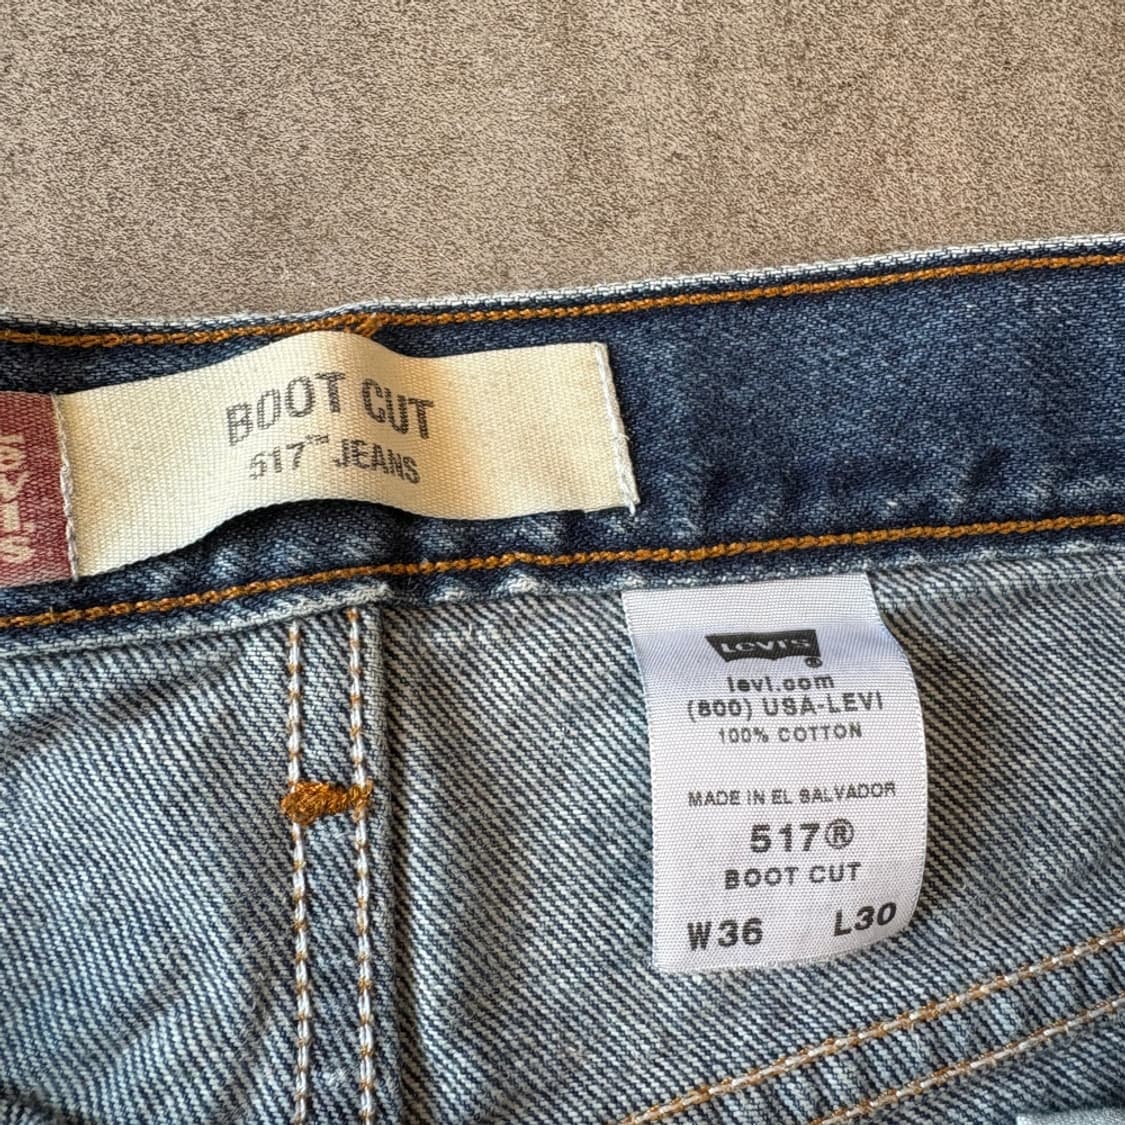 LEVI'S
BOOT CUT
517™ JEANS
LEVI'S®
levi.com
(800) USA-LEVI
100% COTTON
MADE IN EL SALVADOR
517®
BOOT CUT
W36 L30